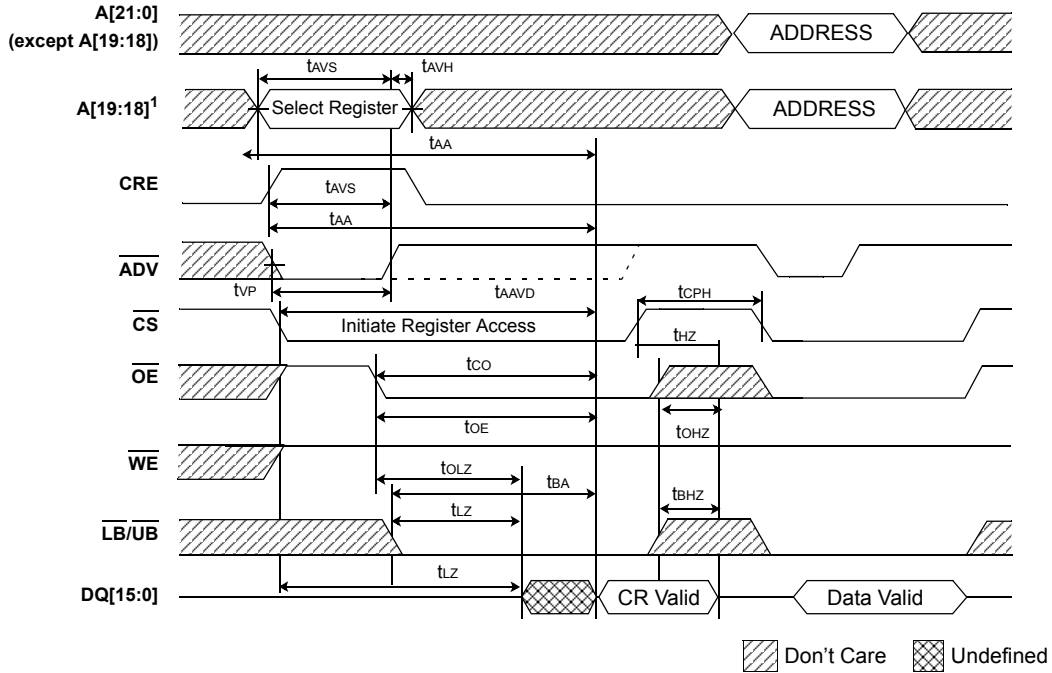 A[21:0]
(except A[19:18])
ADDRESS
tAVS
tAVH
A[19:18]1
Select Register
ADDRESS
tAA
CRE
tAVS
tAA
ADV
tVP
tAAVD
tCPH
CS
Initiate Register Access
tHZ
OE
tCO
tOE
tOHZ
WE
tOLZ
tBA
tBHZ
LB/UB
tLZ
tLZ
DQ[15:0]
CR Valid
Data Valid
Don't Care
Undefined